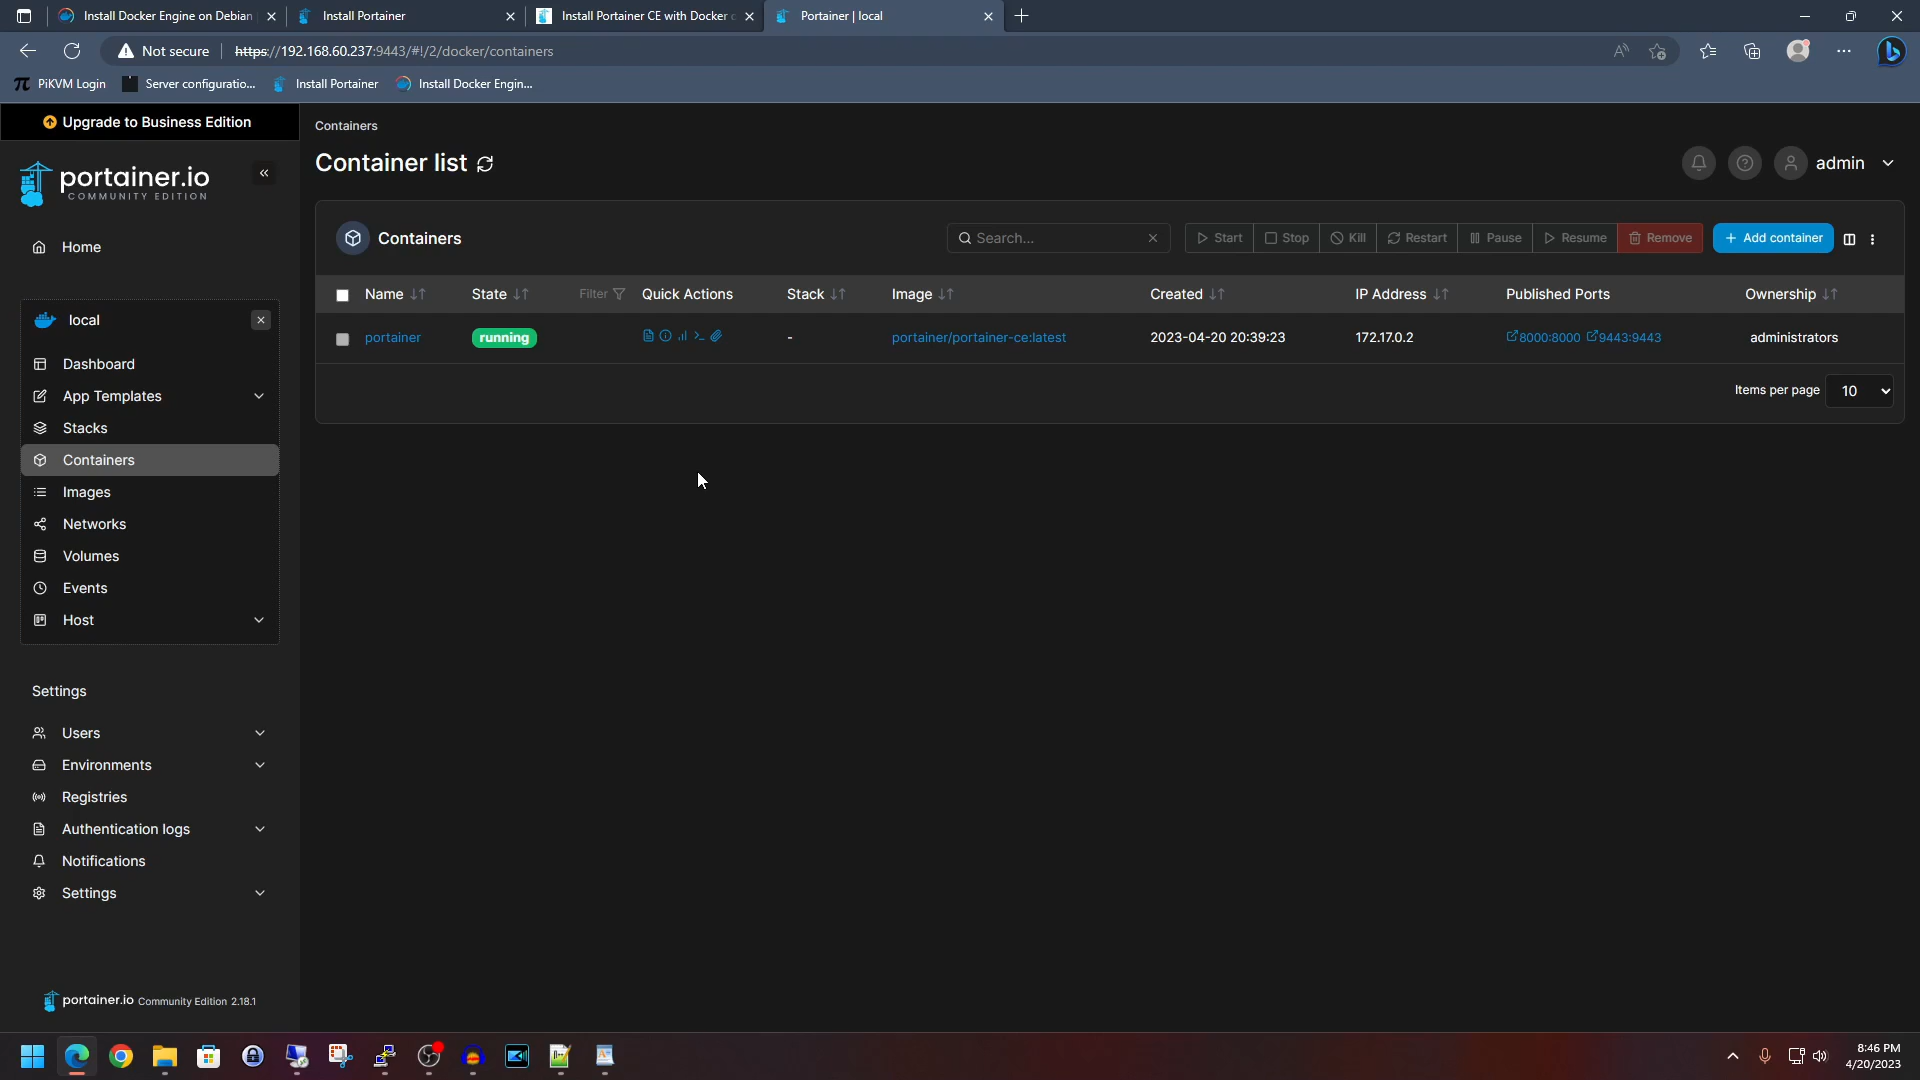 Install Docker Engine on Debian
Install Portainer
Install Portainer CE with Docker
Portainer | local
Not secure
https://192.168.60.237:9443/#!/2/docker/containers
PiKVM Login
Server configuratio...
Install Portainer
Install Docker Engin...
Upgrade to Business Edition
portainer.io
COMMUNITY EDITION
Home
local
Dashboard
App Templates
Stacks
Containers
Images
Networks
Volumes
Events
Host
Settings
Users
Environments
Registries
Authentication logs
Notifications
Settings
portainer.io Community Edition 2.18.1
Containers
Container list
admin
Containers
Search...
Start
Stop
Kill
Restart
Pause
Resume
Remove
+ Add container
Name
State
Filter
Quick Actions
Stack
Image
Created
IP Address
Published Ports
Ownership
portainer
running
-
portainer/portainer-ce:latest
2023-04-20 20:39:23
172.17.0.2
8000:8000
9443:9443
administrators
Items per page
10
8:46 PM
4/20/2023